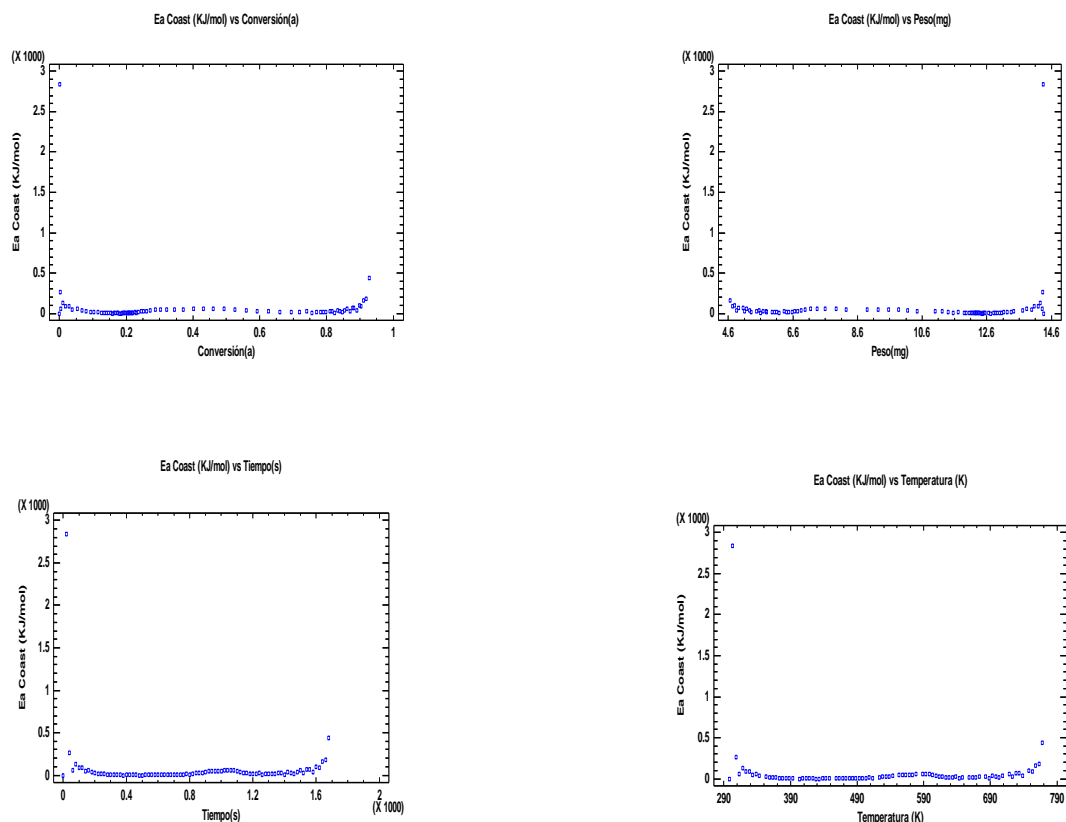 Ea Coast (KJ/mol) vs Conversión(a)
(X 1000)
3
2.5
2
1.5
1
0.5
0
Ea Coast (KJ/mol)
0 0.2 0.4 0.6 0.8 1
Conversión(a)
Ea Coast (KJ/mol) vs Peso(mg)
(X 1000)
3
2.5
2
1.5
1
0.5
0
Ea Coast (KJ/mol)
4.6 6.6 8.6 10.6 12.6 14.6
Peso(mg)
Ea Coast (KJ/mol) vs Tiempo(s)
(X 1000)
3
2.5
2
1.5
1
0.5
0
Ea Coast (KJ/mol)
0 0.4 0.8 1.2 1.6 2
(X 1000)
Tiempo(s)
Ea Coast (KJ/mol) vs Temperatura (K)
(X 1000)
3
2.5
2
1.5
1
0.5
0
Ea Coast (KJ/mol)
290 390 490 590 690 790
Temperatura (K)